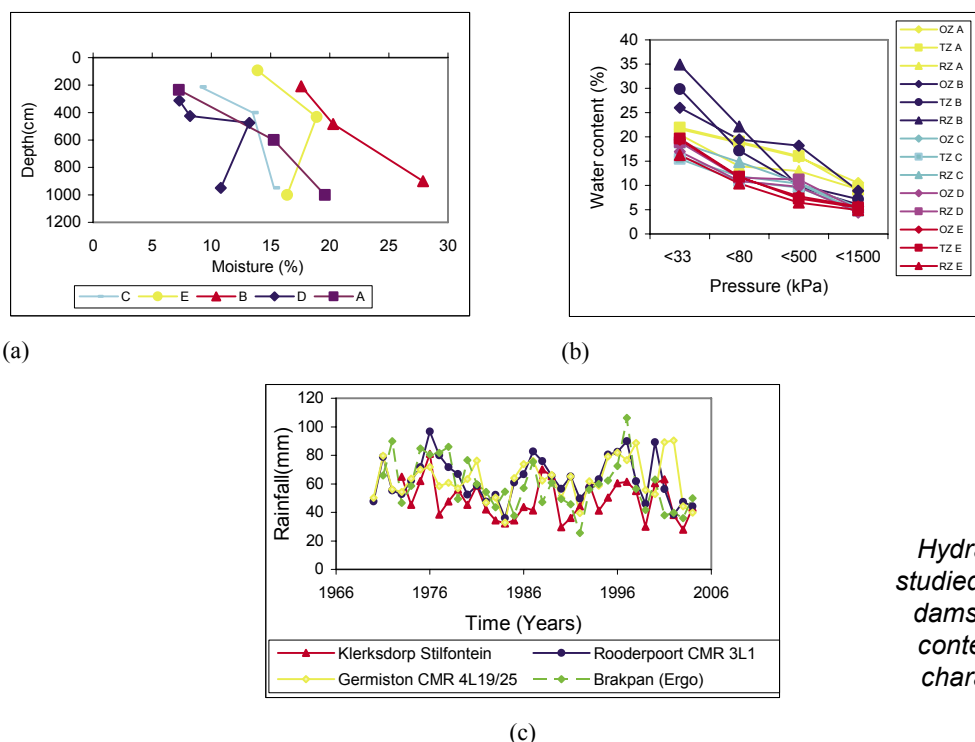 0
200
400
600
800
1000
1200
Depth(cm)
0 5 10 15 20 25 30
Moisture (%)
C E B D A
(a)
40
35
30
25
20
15
10
5
0
Water content (%)
<33 <80 <500 <1500
Pressure (kPa)
OZ A
TZ A
RZ A
OZ B
TZ B
RZ B
OZ C
TZ C
RZ C
OZ D
RZ D
OZ E
TZ E
RZ E
(b)
120
100
80
60
40
20
0
Rainfall(mm)
1966 1976 1986 1996 2006
Time (Years)
Klerksdorp Stilfontein Rooderpoort CMR 3L1
Germiston CMR 4L19/25 Brakpan (Ergo)
(c)
Hydra
studied
dams
conte
chara